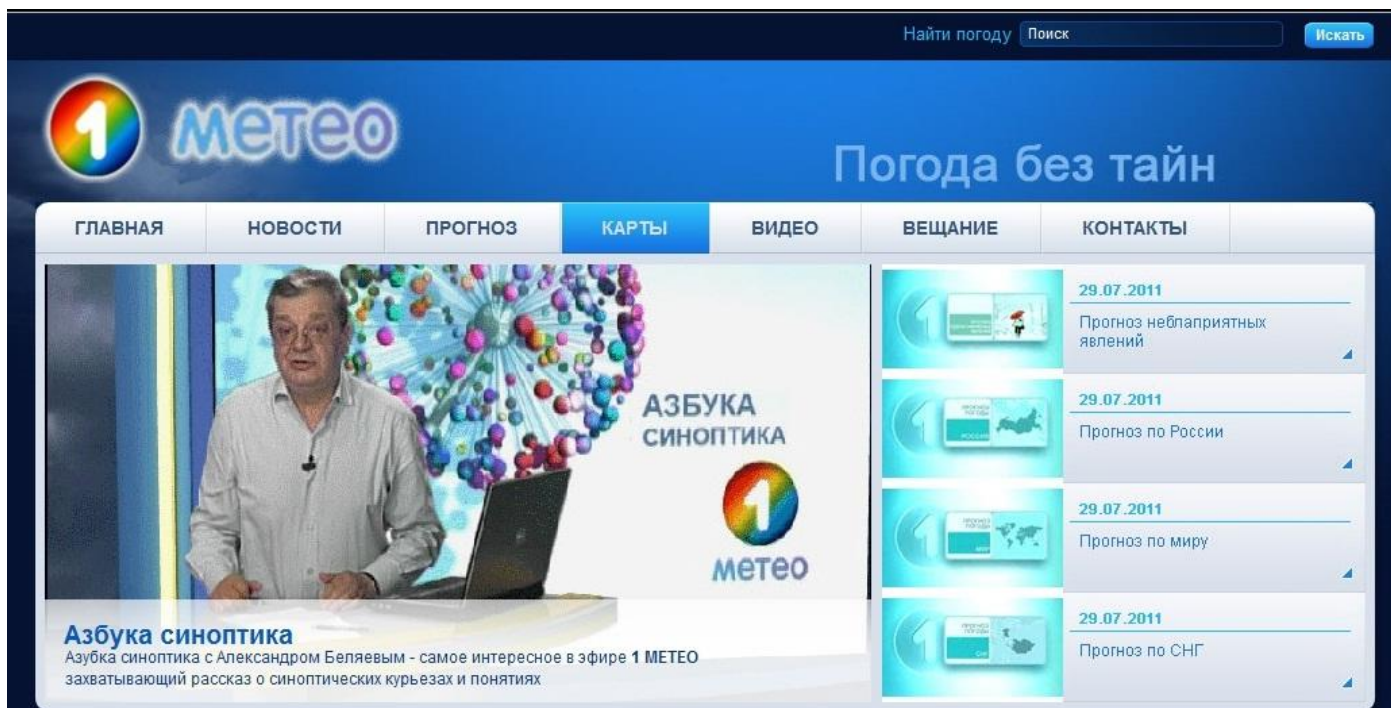 Найти погоду Поиск Искать
1 метео
Погода без тайн
ГЛАВНАЯ НОВОСТИ ПРОГНОЗ КАРТЫ ВИДЕО ВЕЩАНИЕ КОНТАКТЫ
АЗБУКА
СИНОПТИКА
1
метео
Азбука синоптика
Азубка синоптика с Александром Беляевым - самое интересное в эфире 1 МЕТЕО
захватывающий рассказ о синоптических курьезах и понятиях
29.07.2011
Прогноз неблаприятных
явлений
29.07.2011
Прогноз по России
29.07.2011
Прогноз по миру
29.07.2011
Прогноз по СНГ